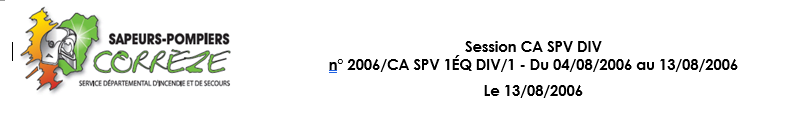 SAPEURS-POMPIERS
CORRÈZE
SERVICE DÉPARTEMENTAL D'INCENDIE ET DE SECOURS
Session CA SPV DIV
n° 2006/CA SPV 1ÉQ DIV/1 - Du 04/08/2006 au 13/08/2006
Le 13/08/2006